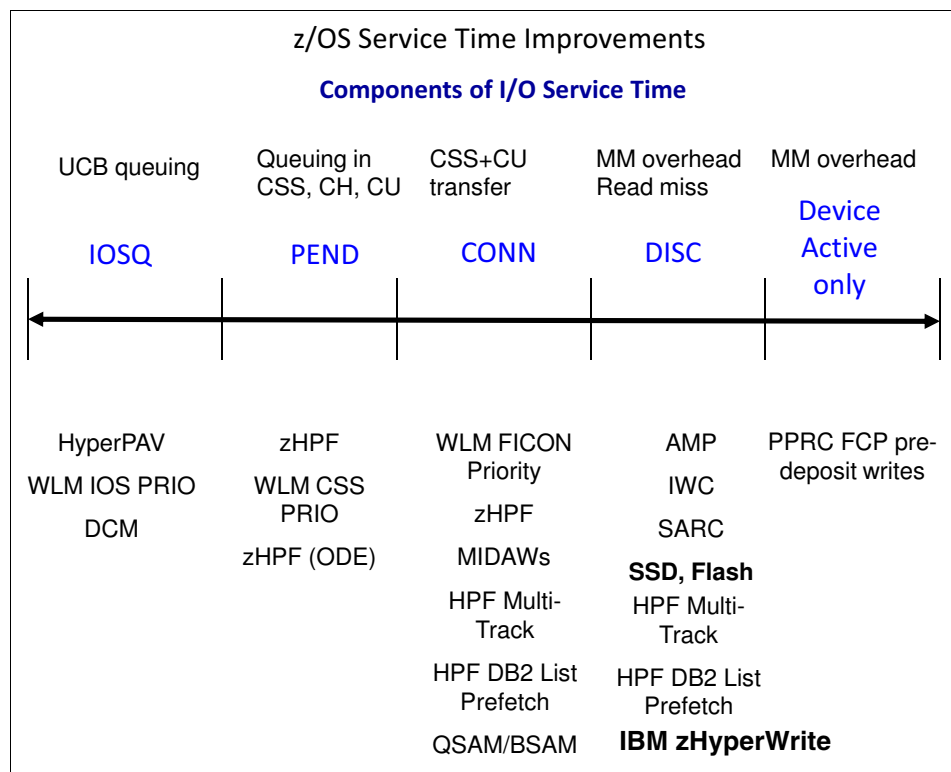 z/OS Service Time Improvements
Components of I/O Service Time
UCB queuing
Queuing in
CSS, CH, CU
CSS+CU
transfer
MM overhead
Read miss
MM overhead
IOSQ
PEND
CONN
DISC
Device
Active
only
HyperPAV
WLM IOS PRIO
DCM
zHPF
WLM CSS
PRIO
zHPF (ODE)
WLM FICON
Priority
zHPF
MIDAWs
HPF Multi-
Track
HPF DB2 List
Prefetch
QSAM/BSAM
AMP
IWC
SARC
SSD, Flash
HPF Multi-
Track
HPF DB2 List
Prefetch
IBM zHyperWrite
PPRC FCP pre-
deposit writes